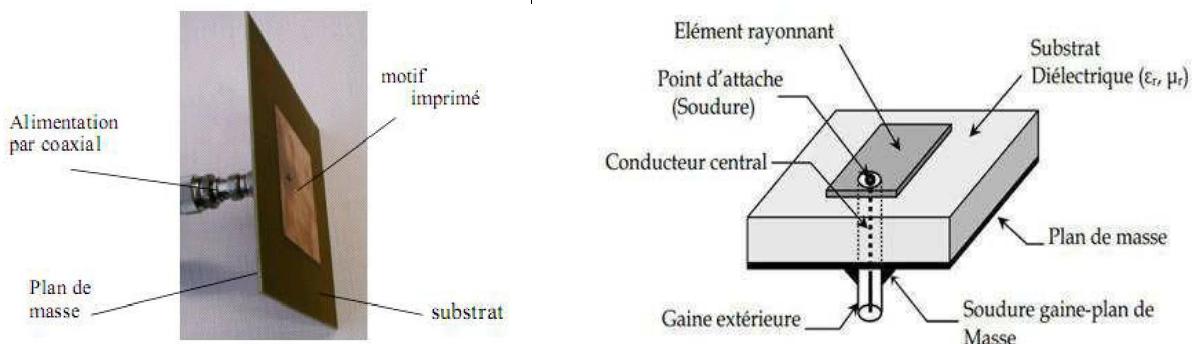 motif
imprimé
Alimentation
par coaxial
Plan de
masse
substrat
Elément rayonnant
Substrat
Diélectrique (εr, μr)
Point d'attache
(Soudure)
Conducteur central
Plan de masse
Gaine extérieure
Soudure gaine-plan de
Masse